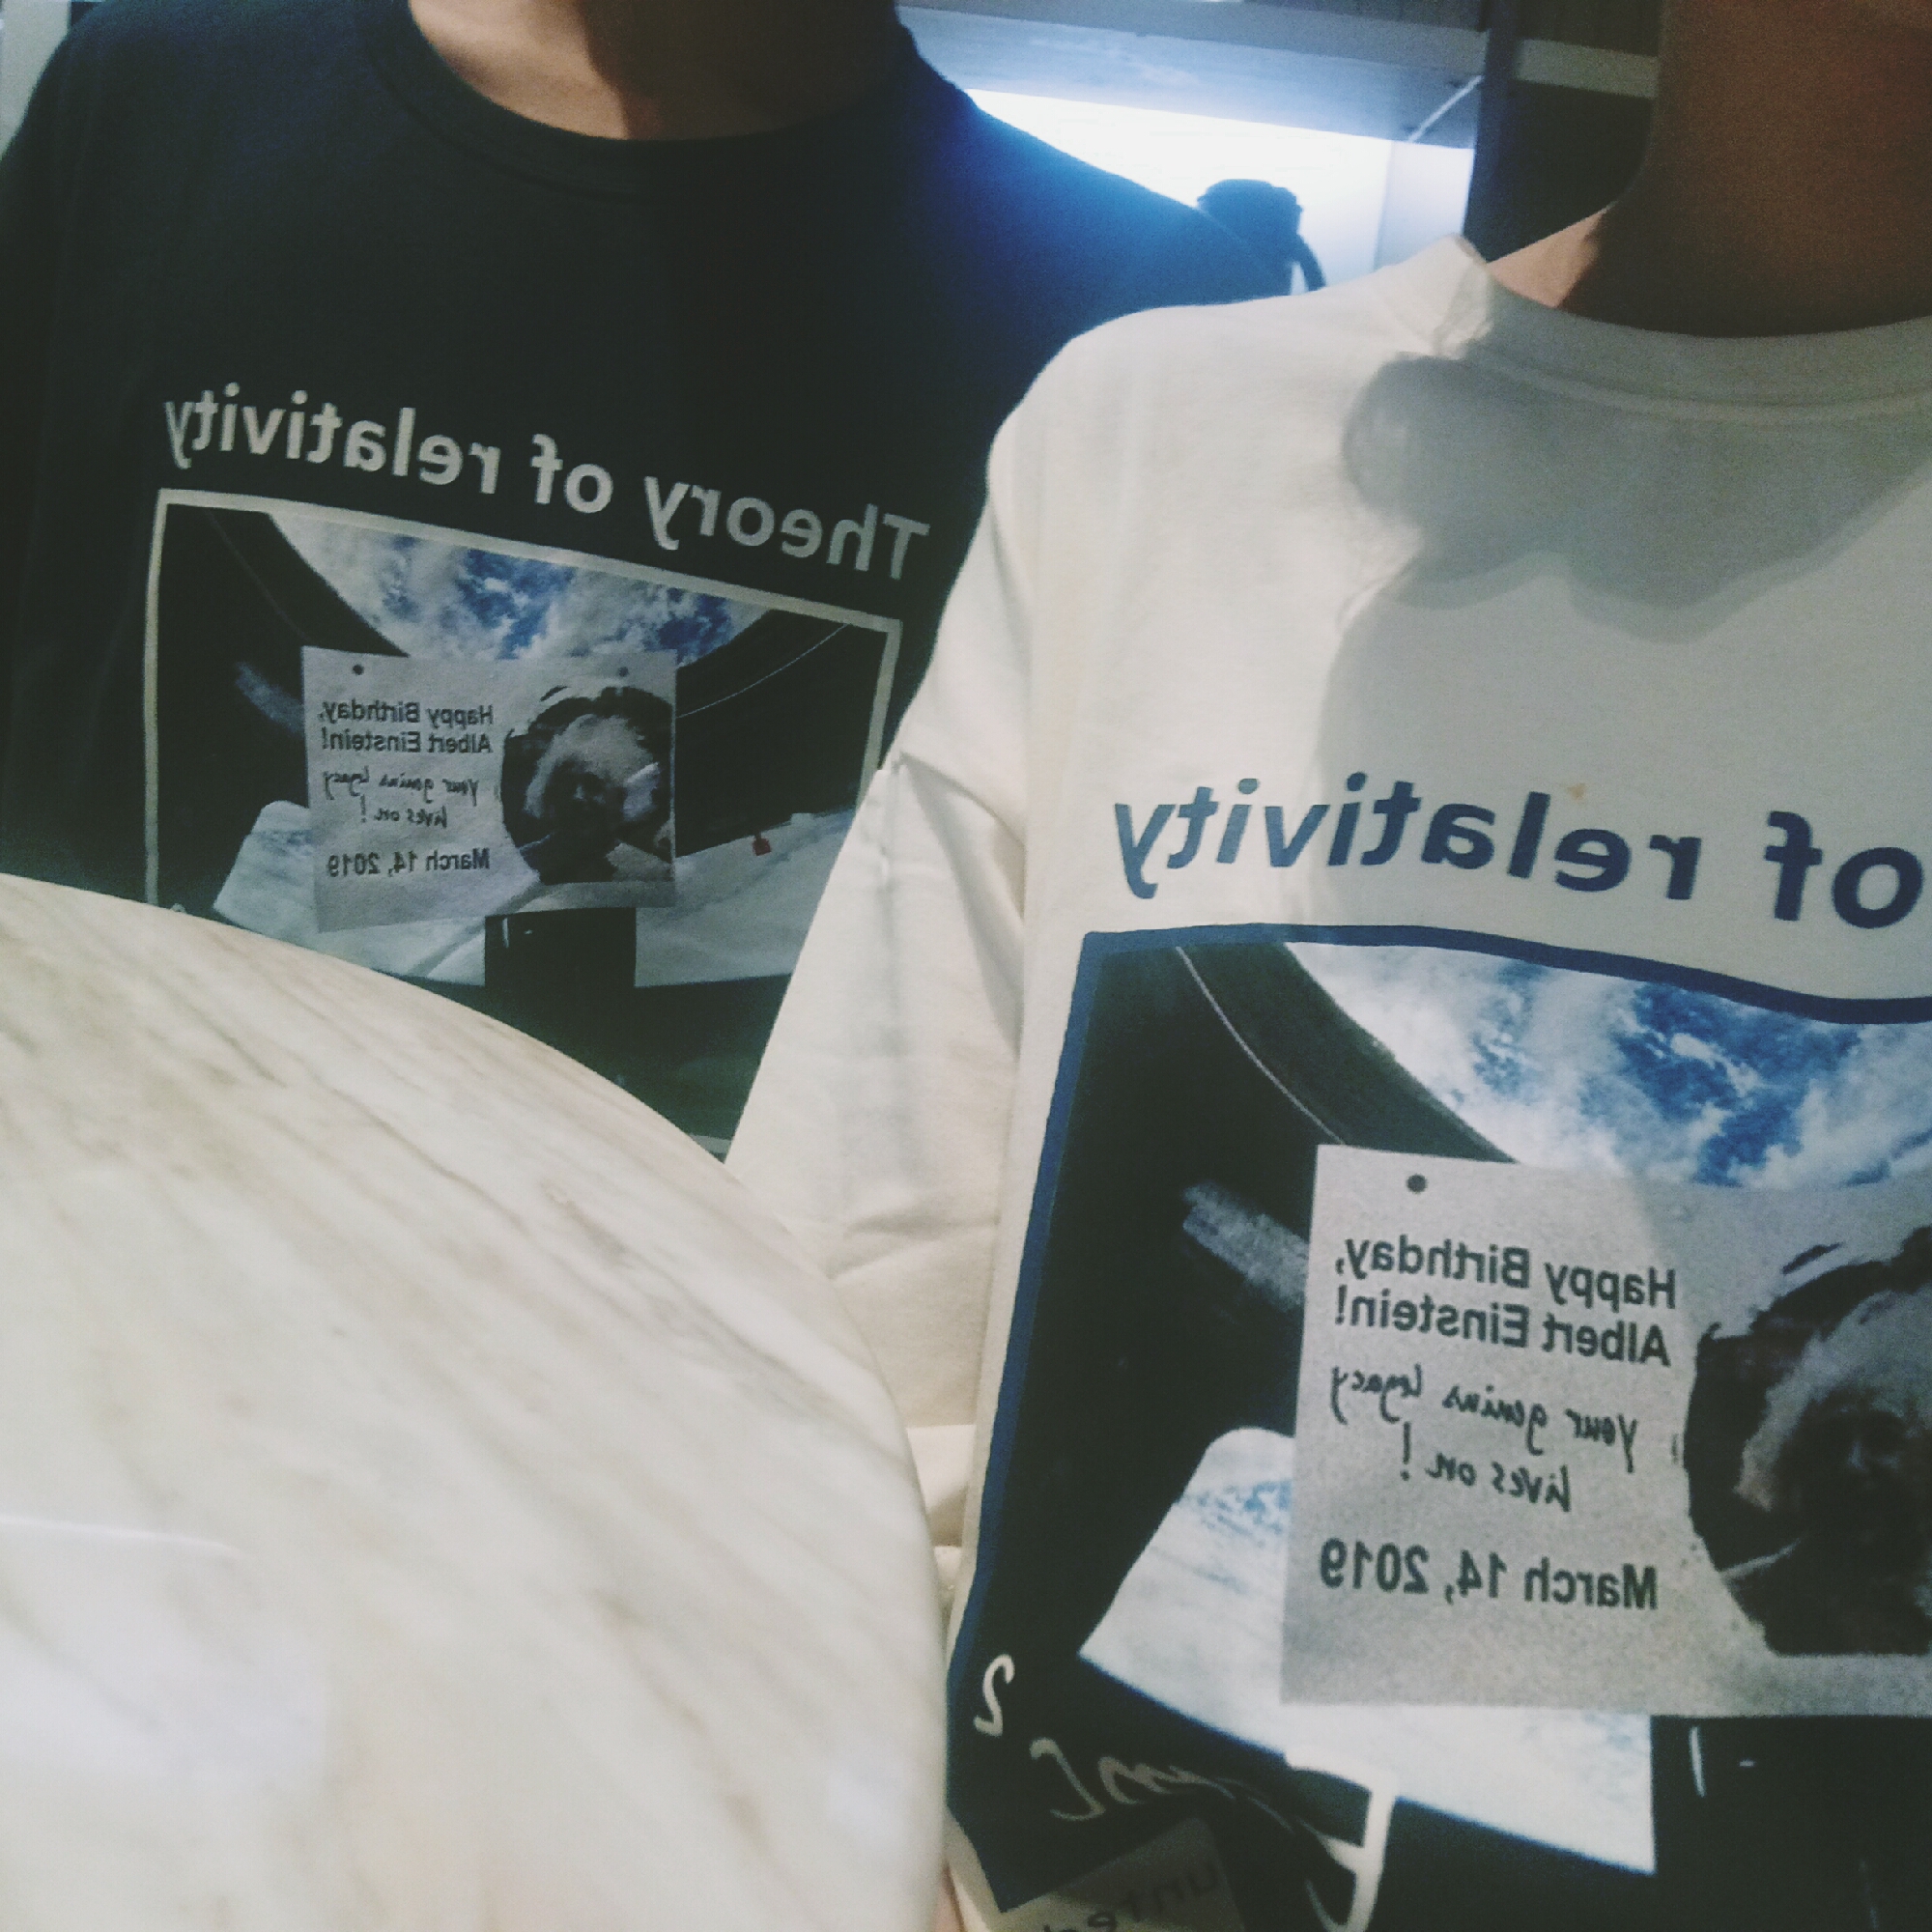 Theory of relativity
Happy Birthday,
Albert Einstein!
your genius legacy
lives on!
March 14, 2019
of relativity
Happy Birthday,
Albert Einstein!
your genius legacy
lives on!
March 14, 2019
E=mc2